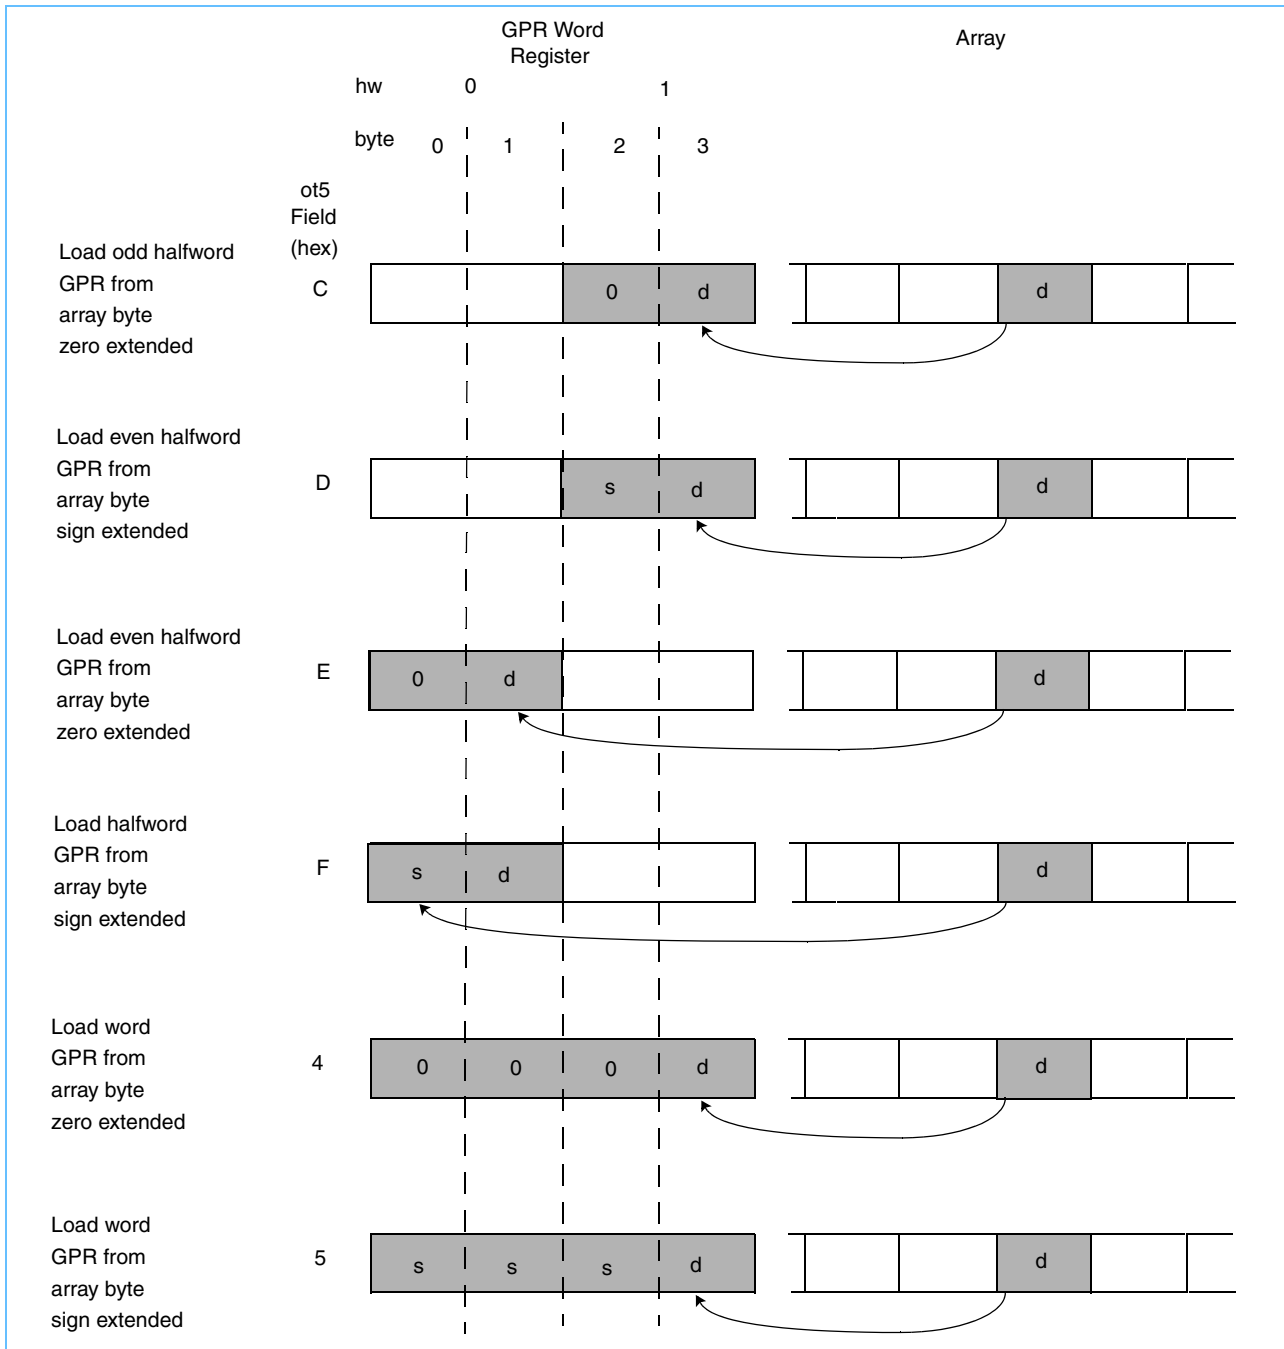 GPR Word
Register
Array
hw 0 1
byte 0 1 2 3
ot5
Field
(hex)
Load odd halfword
GPR from
array byte
zero extended
C
0 d
d
Load even halfword
GPR from
array byte
sign extended
D
s d
d
Load even halfword
GPR from
array byte
zero extended
E
0 d
d
Load halfword
GPR from
array byte
sign extended
F
s d
d
Load word
GPR from
array byte
zero extended
4
0 0 0 d
d
Load word
GPR from
array byte
sign extended
5
s s s d
d